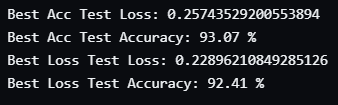 Best Acc Test Loss: 0.25743529200553894
Best Acc Test Accuracy: 93.07 %
Best Loss Test Loss: 0.22896210849285126
Best Loss Test Accuracy: 92.41 %